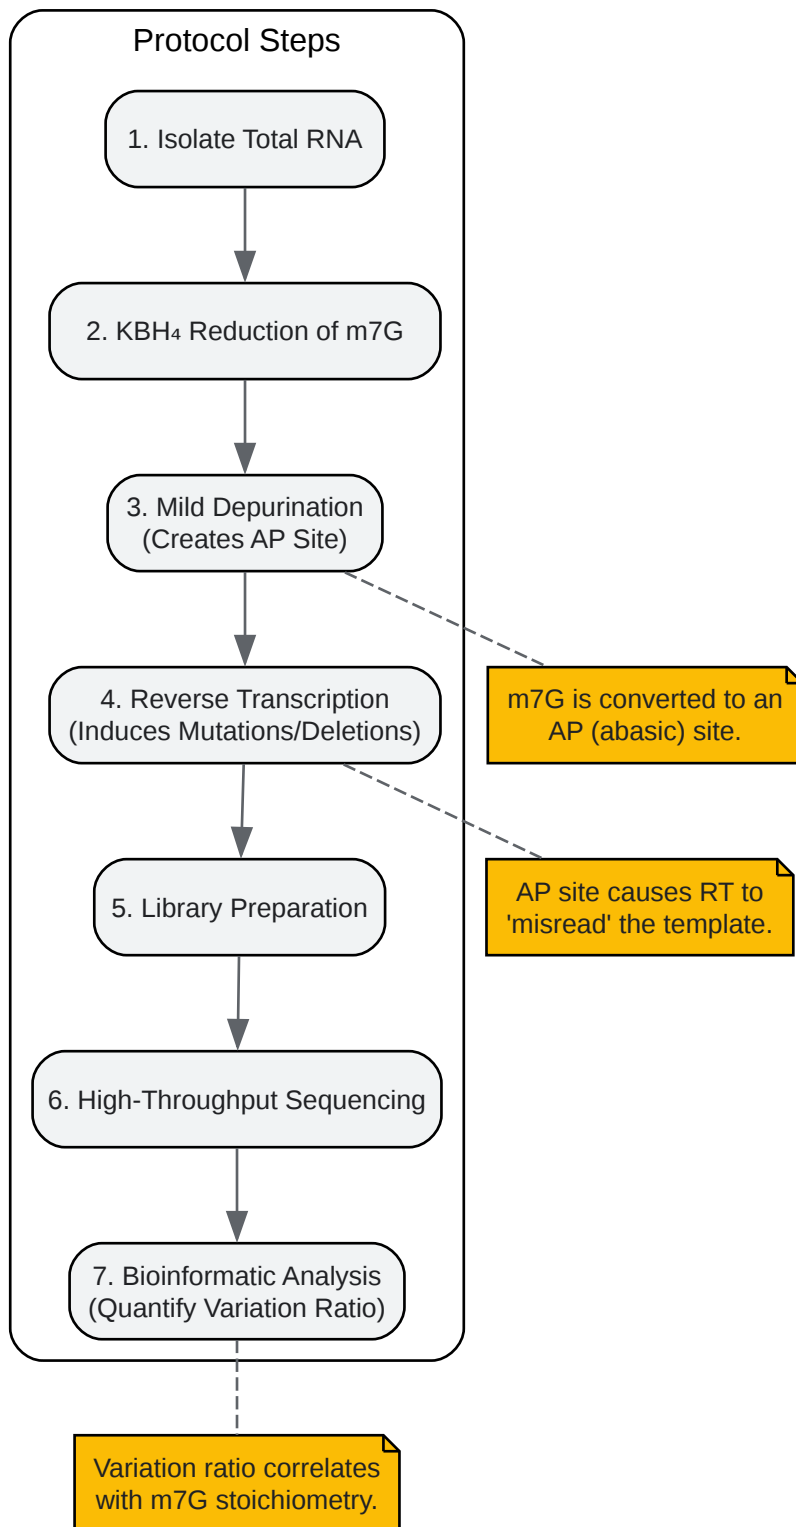 Protocol Steps
1. Isolate Total RNA
2. KBH₄ Reduction of m7G
3. Mild Depurination
(Creates AP Site)
4. Reverse Transcription
(Induces Mutations/Deletions)
m7G is converted to an
AP (abasic) site.
5. Library Preparation
AP site causes RT to
'misread' the template.
6. High-Throughput Sequencing
7. Bioinformatic Analysis
(Quantify Variation Ratio)
Variation ratio correlates
with m7G stoichiometry.